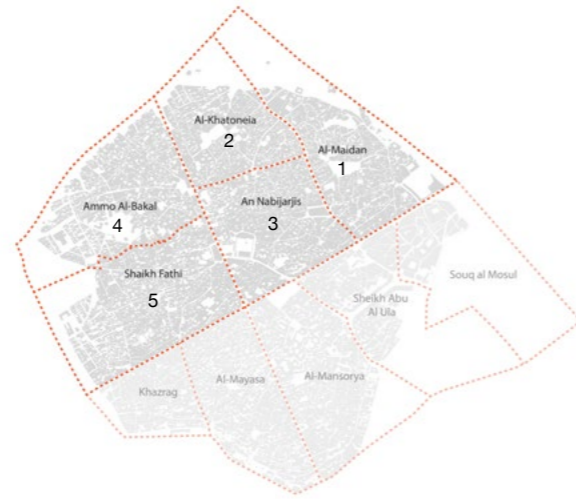 Al-Khatoneia
2
Al-Maidan
1
An Nabijarjis
3
Ammo Al-Bakal
4
Shaikh Fathi
5
Souq al Mosul
Sheikh Abu
Al Ula
Al-Mansorya
Al-Mayasa
Khazrag